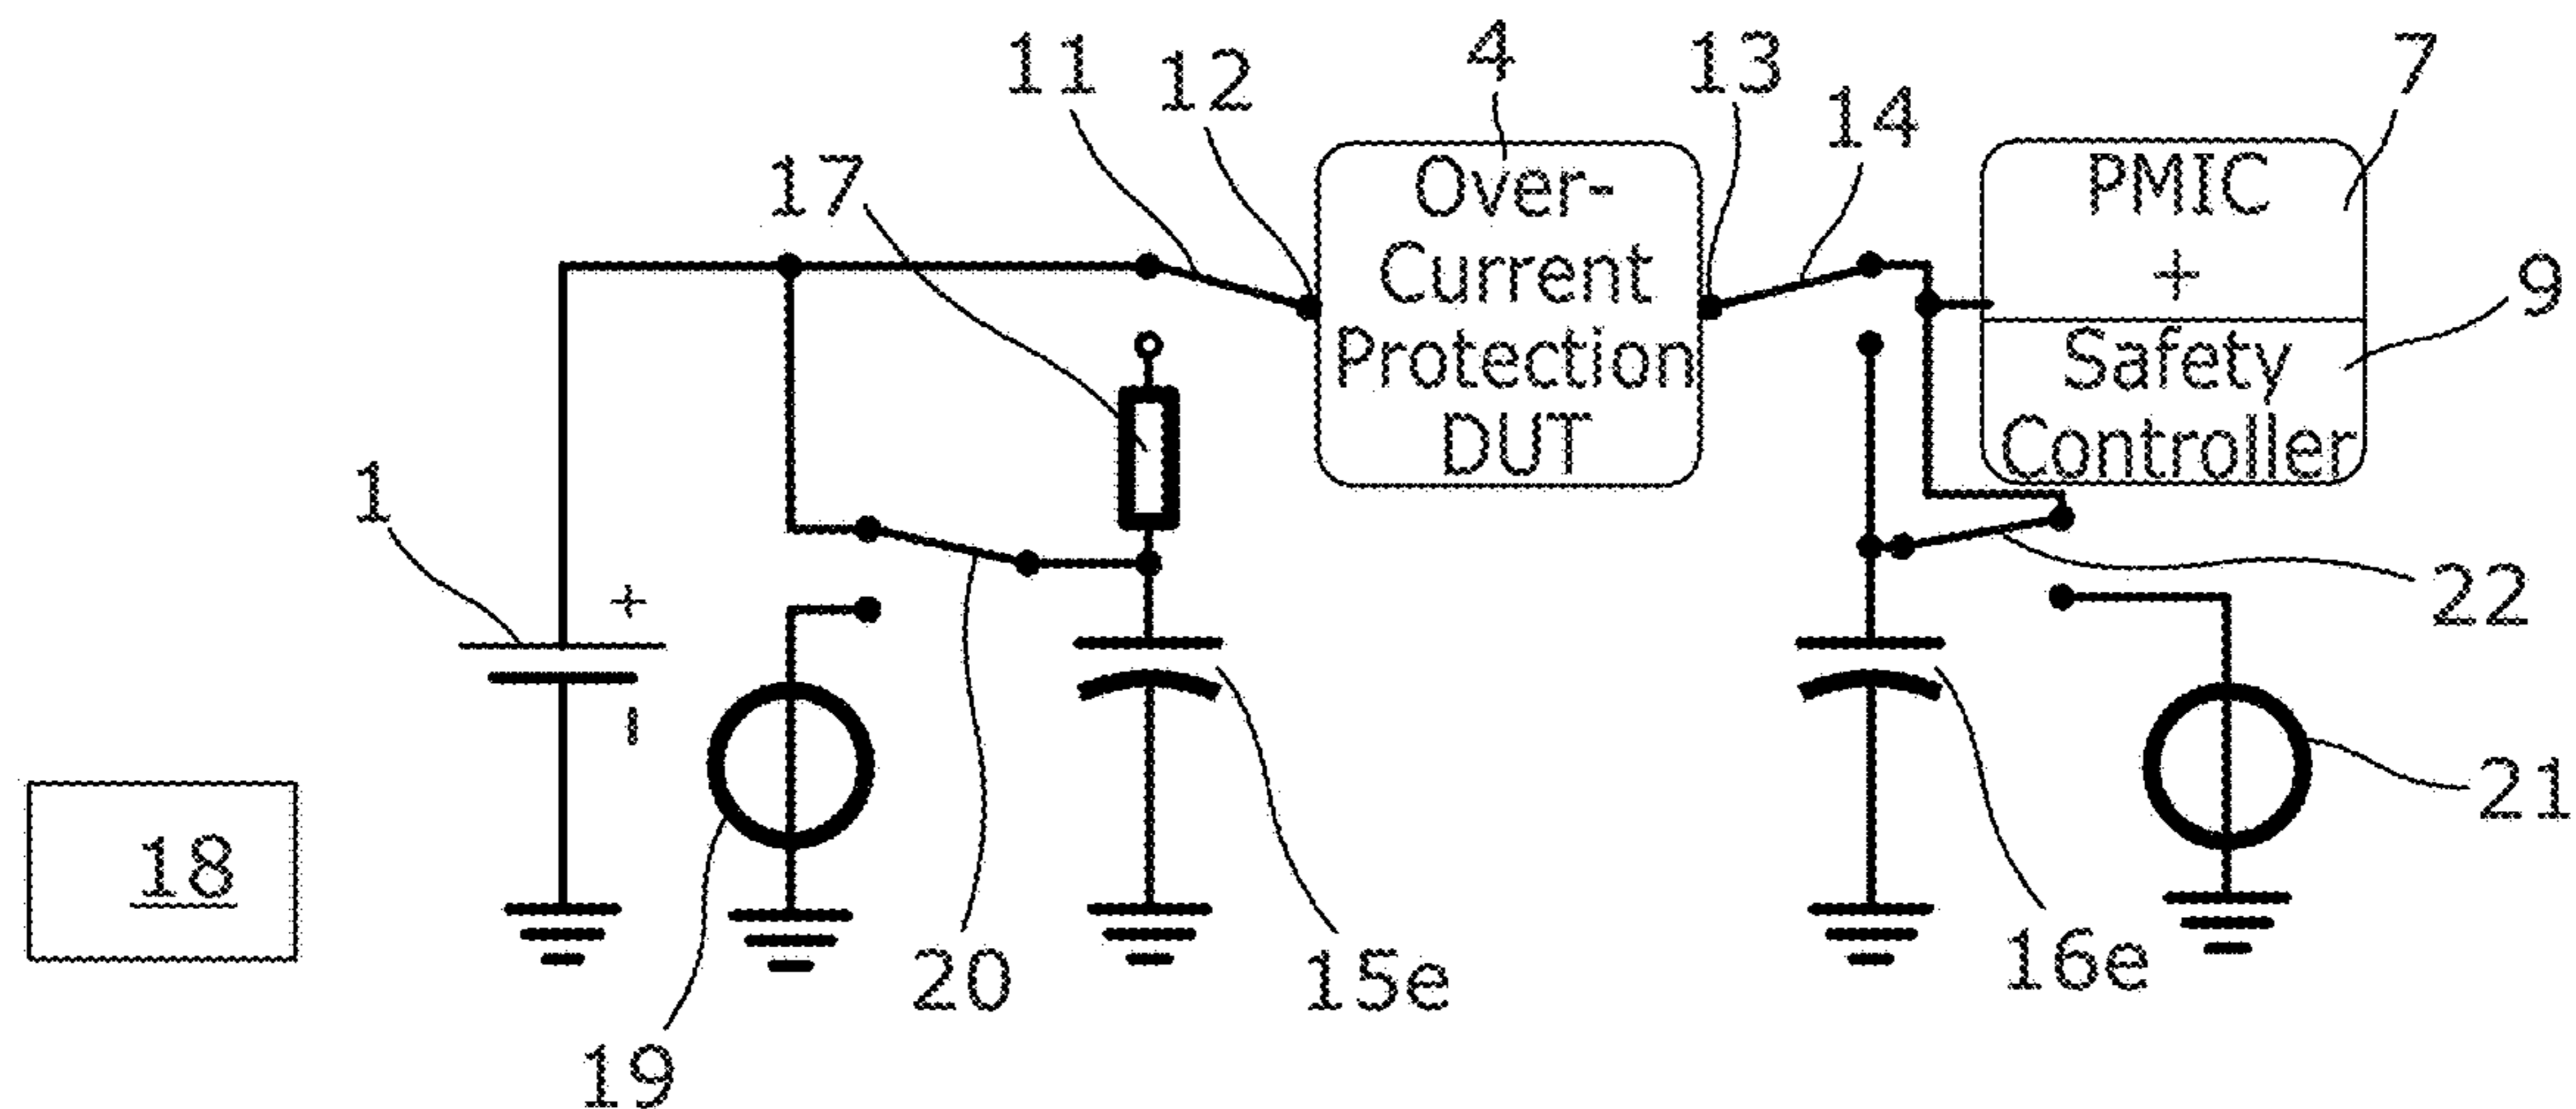 11
12
4
13
14
7
17
Over-
Current
Protection
DUT
PMIC
+
Safety
Controller
9
1
+
-
22
18
19
20
15e
16e
21